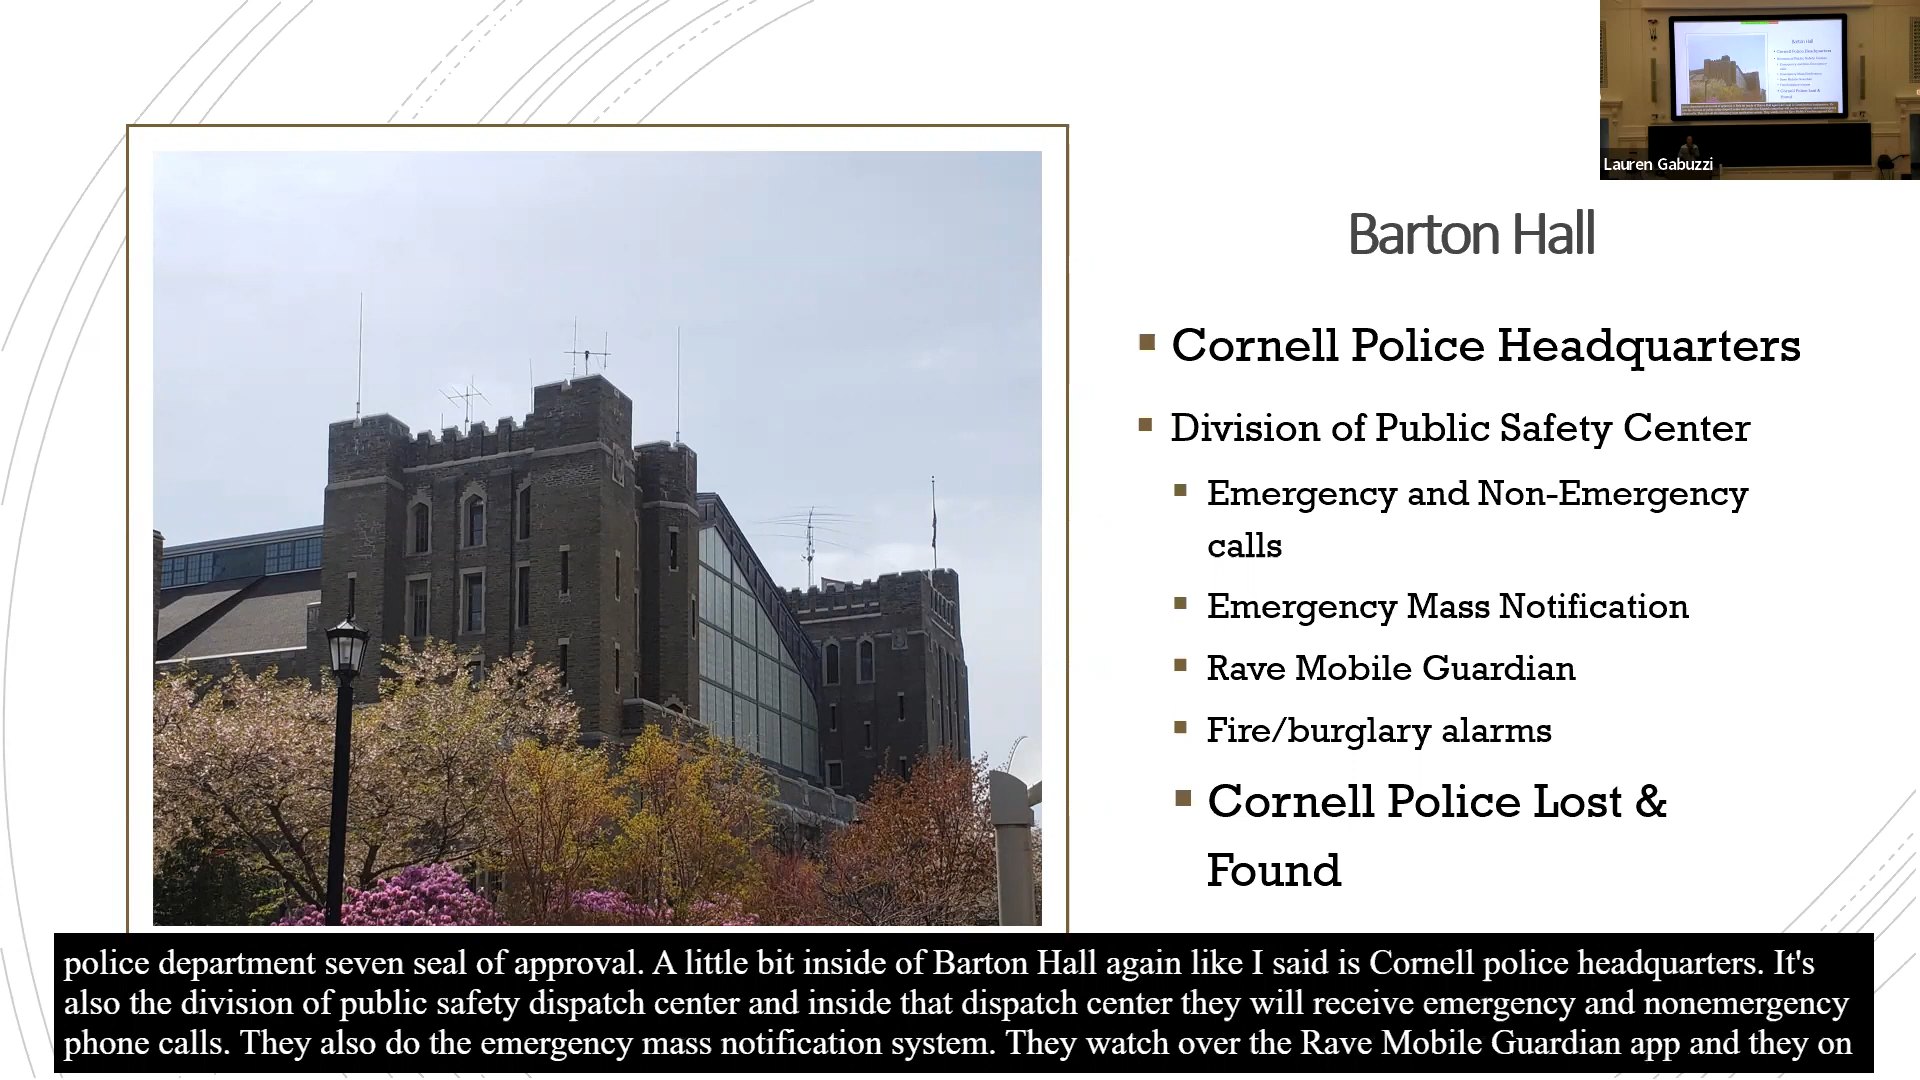 Lauren Gabuzzi
Barton Hall
Cornell Police Headquarters
Division of Public Safety Center
Emergency and Non-Emergency
calls
Emergency Mass Notification
Rave Mobile Guardian
Fire/burglary alarms
Cornell Police Lost &
Found
police department seven seal of approval. A little bit inside of Barton Hall again like I said is Cornell police headquarters. It's
also the division of public safety dispatch center and inside that dispatch center they will receive emergency and nonemergency
phone calls. They also do the emergency mass notification system. They watch over the Rave Mobile Guardian app and they on